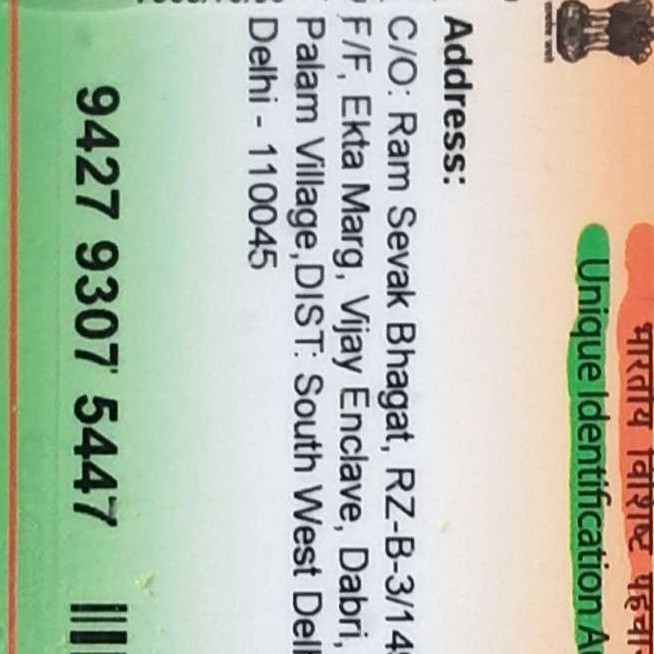 भारतीय विशिष्ट पहचान
Unique Identification
Address:
C/O: Ram Sevak Bhagat, RZ-B-3/14
F/F, Ekta Marg, Vijay Enclave, Dabri,
Palam Village,DIST: South West
Delhi - 110045
9427 9307 5447